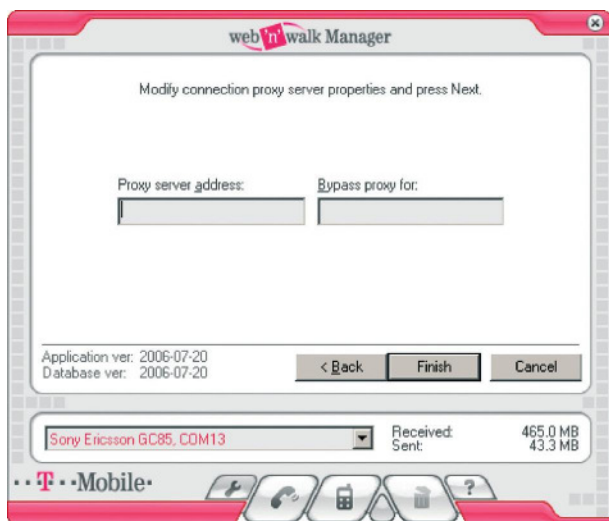 web'n'walk Manager
Modify connection proxy server properties and press Next.
Proxy server address: Bypass proxy for:
Application ver: 2006-07-20
Database ver: 2006-07-20
< Back Finish Cancel
Sony Ericsson GC85, COM13
Received: 465.0 MB
Sent: 43.3 MB
··T··Mobile·
?